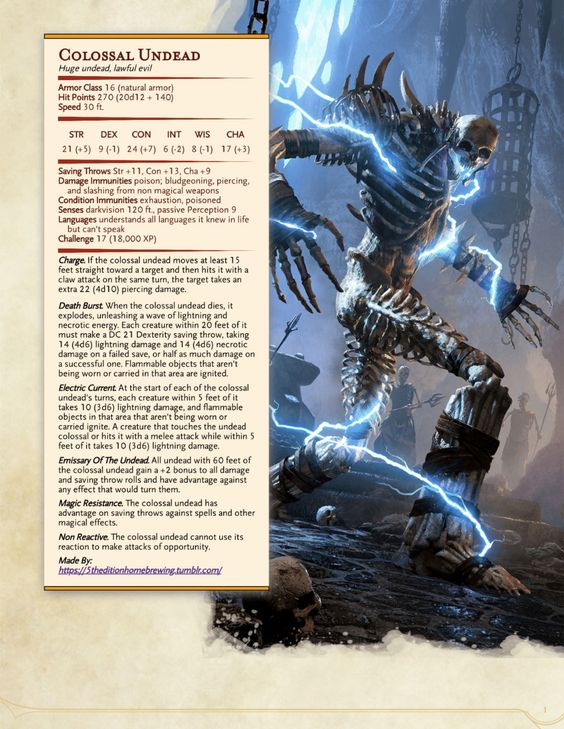 Colossal Undead
Huge undead, lawful evil
Armor Class 16 (natural armor)
Hit Points 270 (20d12 + 140)
Speed 30 ft.
STR DEX CON INT WIS CHA
21 (+5) 9 (-1) 24 (+7) 6 (-2) 8 (-1) 17 (+3)
Saving Throws Str +11, Con +13, Cha +9
Damage Immunities poison; bludgeoning, piercing,
and slashing from non magical weapons
Condition Immunities exhaustion, poisoned
Senses darkvision 120 ft., passive Perception 9
Languages understands all languages it knew in life
but can't speak
Challenge 17 (18,000 XP)
Charge. If the colossal undead moves at least 15
feet straight toward a target and then hits it with a
claw attack on the same turn, the target takes an
extra 22 (4d10) piercing damage.
Death Burst. When the colossal undead dies, it
explodes, unleashing a wave of lightning and
necrotic energy. Each creature within 20 feet of it
must make a DC 21 Dexterity saving throw, taking
14 (4d6) lightning damage and 14 (4d6) necrotic
damage on a failed save, or half as much damage on
a successful one. Flammable objects that aren't
being worn or carried in that area are ignited.
Electric Current. At the start of each of the colossal
undead's turns, each creature within 5 feet of it
takes 10 (3d6) lightning damage, and flammable
objects in that area that aren't being worn or
carried ignite. A creature that touches the undead
colossal or hits it with a melee attack while within 5
feet of it takes 10 (3d6) lightning damage.
Emissary Of The Undead. All undead with 60 feet of
the colossal undead gain a +2 bonus to all damage
and saving throw rolls and have advantage against
any effect that would turn them.
Magic Resistance. The colossal undead has
advantage on saving throws against spells and other
magical effects.
Non Reactive. The colossal undead cannot use its
reaction to make attacks of opportunity.
Made By:
https://5theditionhomebrewing.tumblr.com/
1